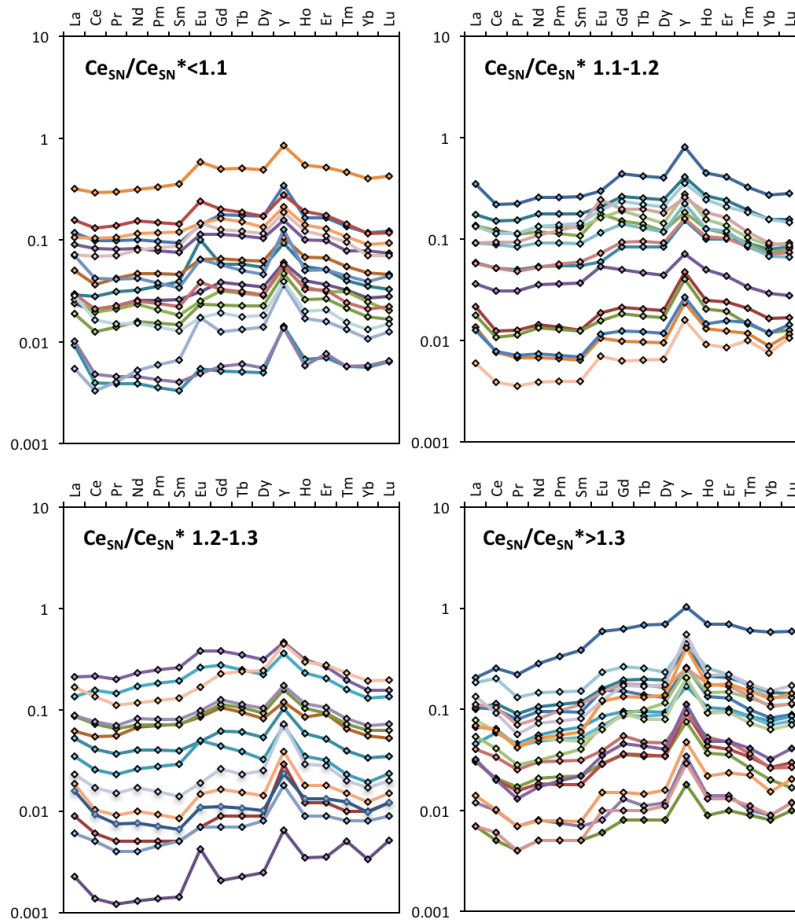 La Ce Pr Nd Pm Sm Eu Gd Tb Dy Y Ho Er Tm Yb Lu
10
1
0.1
0.01
0.001
CeSN/CeSN*<1.1
La Ce Pr Nd Pm Sm Eu Gd Tb Dy Y Ho Er Tm Yb Lu
10
1
0.1
0.01
0.001
CeSN/CeSN* 1.1-1.2
La Ce Pr Nd Pm Sm Eu Gd Tb Dy Y Ho Er Tm Yb Lu
10
1
0.1
0.01
0.001
CeSN/CeSN* 1.2-1.3
La Ce Pr Nd Pm Sm Eu Gd Tb Dy Y Ho Er Tm Yb Lu
10
1
0.1
0.01
0.001
CeSN/CeSN*>1.3